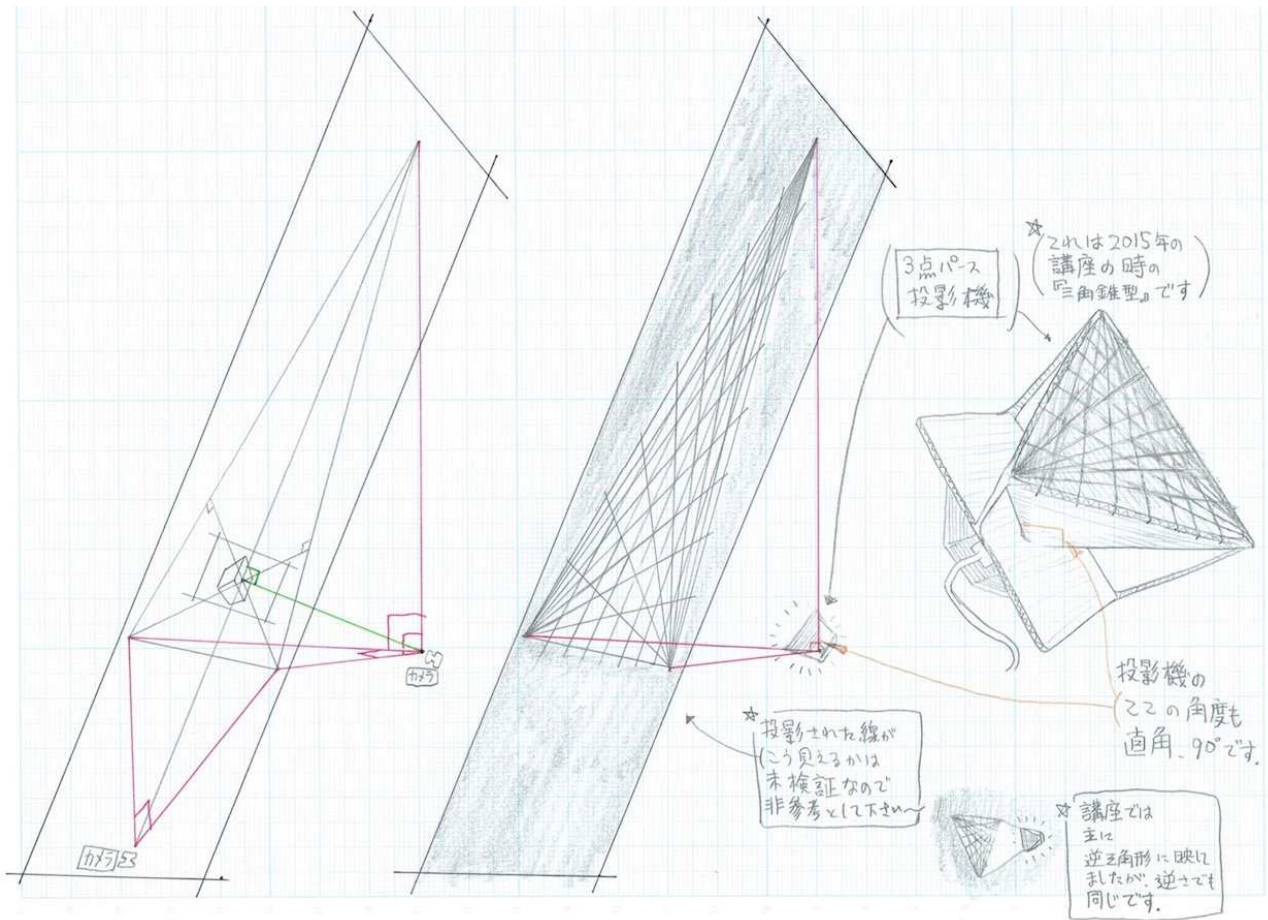 カメラ
カメラ
3点パース
投影機
☆
これは2015年の
講座の時の
『三角錐型』です
投影機の
ココの角度も
直角、90°です。
☆
投影された線が
こう見えるかは
未検証なので
非参考として下さい〜
☆
講座では
主に
逆三角形に映し
ましたが、逆さでも
同じです。